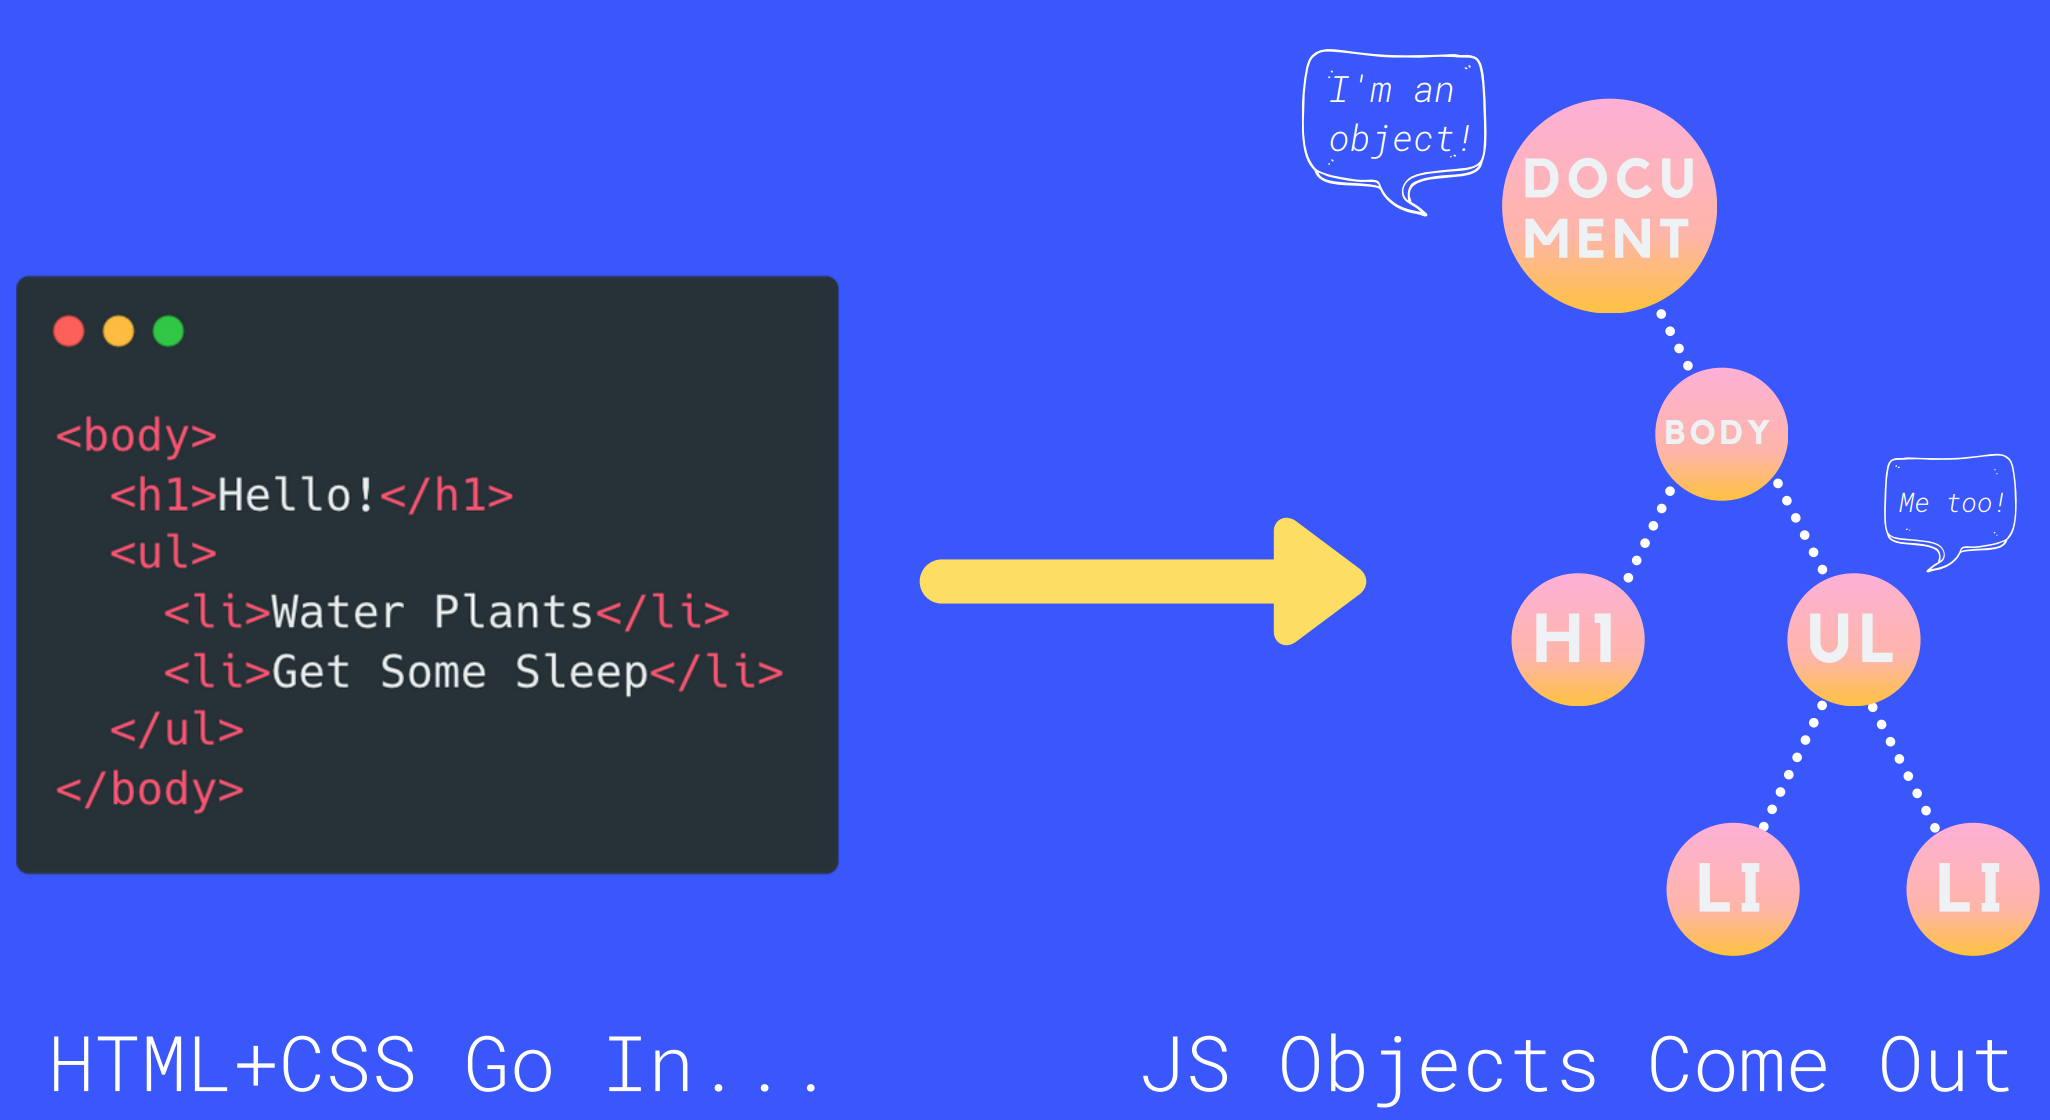 <body>
<h1>Hello!</h1>
<ul>
<li>Water Plants</li>
<li>Get Some Sleep</li>
</ul>
</body>
HTML+CSS Go In...
I'm an
object!
DOCU
MENT
BODY
Me too!
H1
UL
LI
LI
JS Objects Come Out